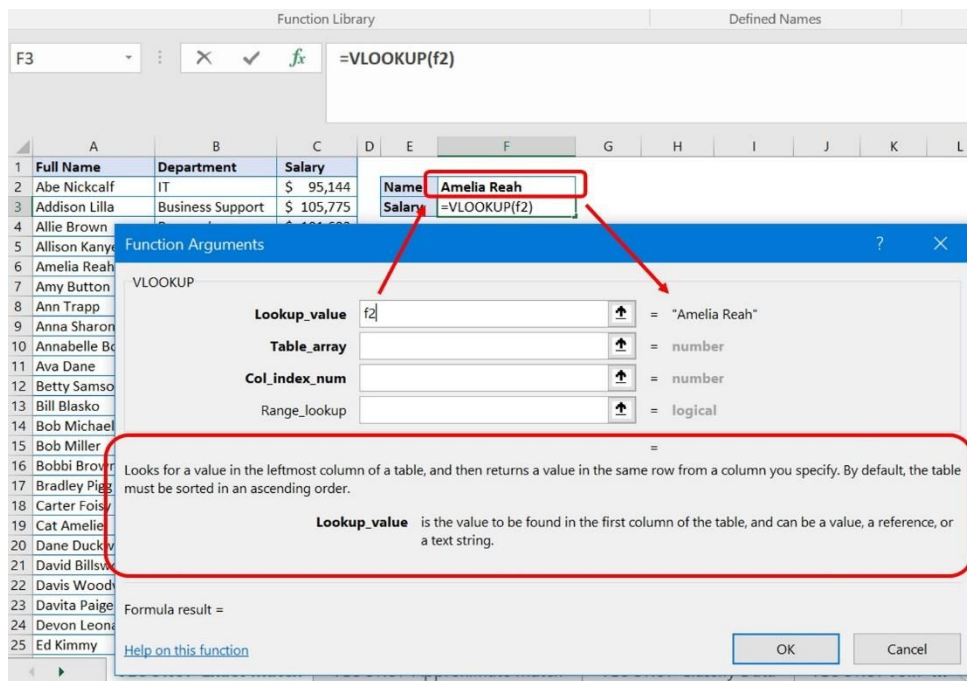 Function Library Defined Names
F3 fx =VLOOKUP(f2)
A B C D E F G H I J K L
1 Full Name Department Salary
2 Abe Nickcalf IT $ 95,144 Name Amelia Reah
3 Addison Lilla Business Support $ 105,775 Salary =VLOOKUP(f2)
4 Allie Brown
5 Allison Kanye
Function Arguments ? ×
6 Amelia Reah
VLOOKUP
7 Amy Button
8 Ann Trapp
Lookup_value f2 = "Amelia Reah"
9 Anna Sharon
10 Annabelle Bo
Table_array = number
11 Ava Dane
Col_index_num = number
12 Betty Samso
13 Bill Blasko
Range_lookup = logical
14 Bob Michael
15 Bob Miller
=
16 Bobbi Brown
Looks for a value in the leftmost column of a table, and then returns a value in the same row from a column you specify. By default, the table
17 Bradley Pigg
must be sorted in an ascending order.
18 Carter Foisy
19 Cat Amelie
Lookup_value is the value to be found in the first column of the table, and can be a value, a reference, or
20 Dane Duckw
a text string.
21 David Billsw
22 Davis Woodw
23 Davita Paige
Formula result =
24 Devon Leona
25 Ed Kimmy
Help on this function OK Cancel